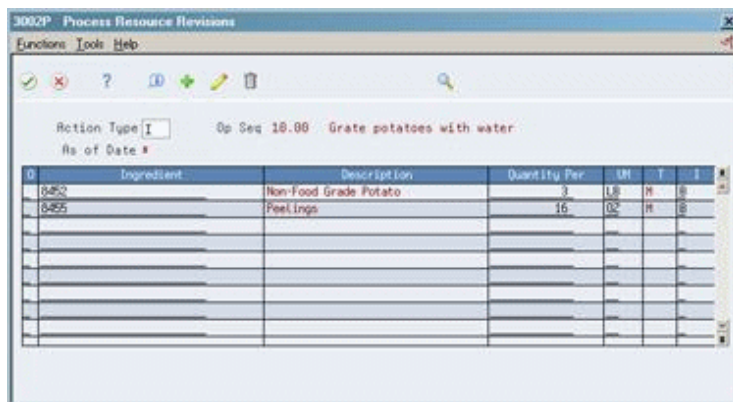 3002P Process Resource Revisions
Functions Tools Help
Action Type I Op Seq 10.00 Grate potatoes with water
As of Date *
O Ingredient Description Quantity Per UM T I
8452 Non-Food Grade Potato 3 LB M B
8455 Peelings 16 OZ M B